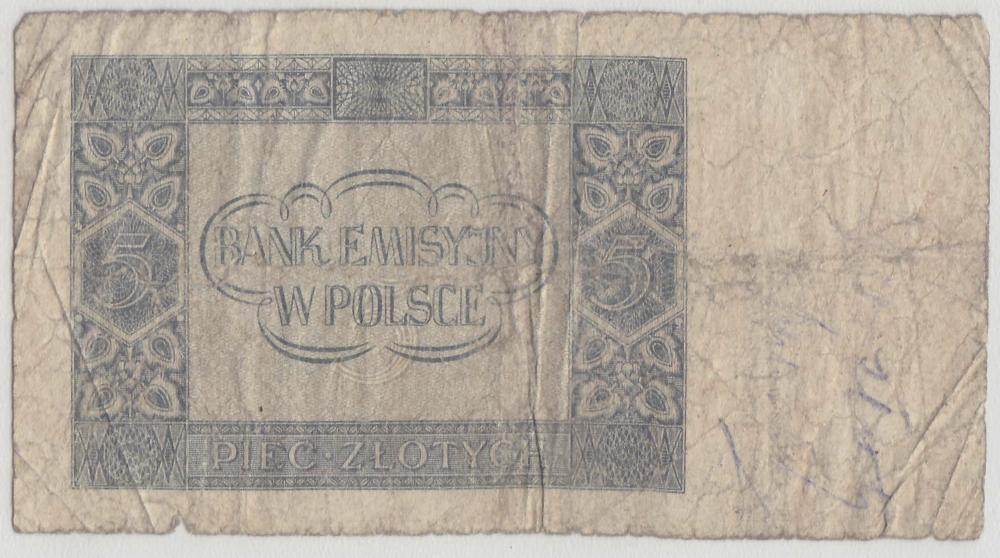 BANK EMISYJNY
W POLSCE
5
5
PIĘĆ · ZŁOTYCH